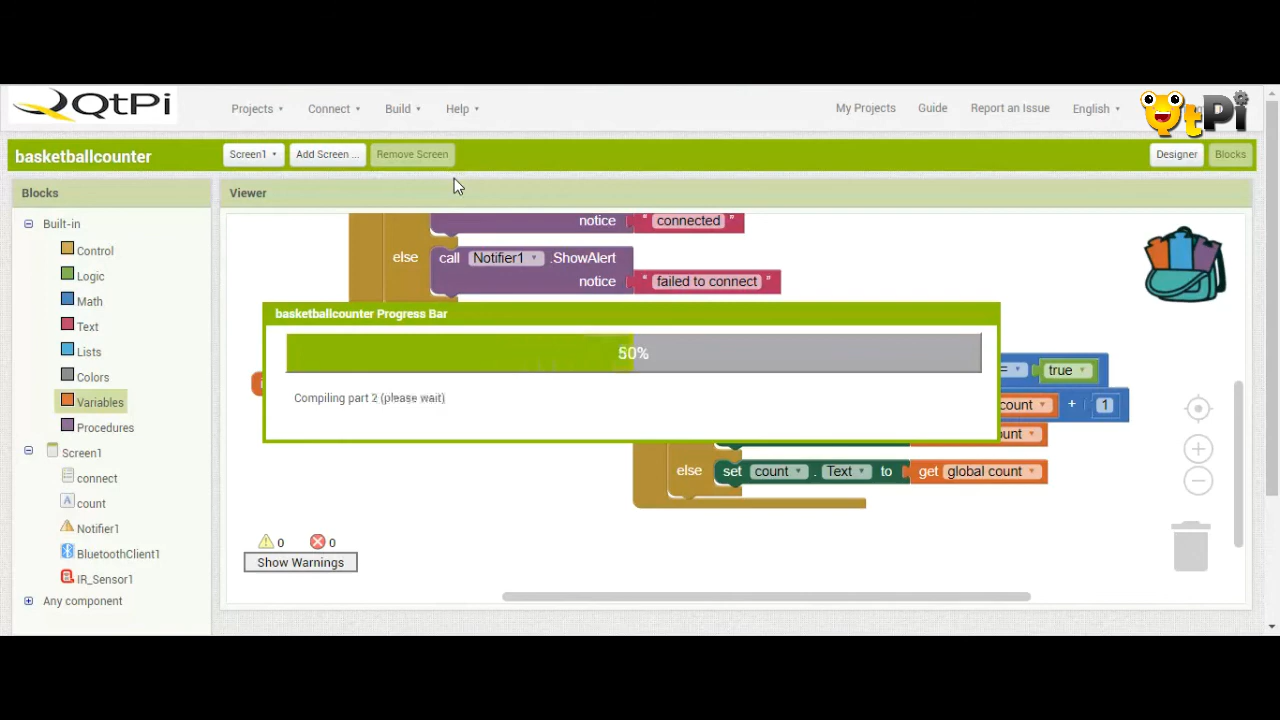 QtPi
Projects
Connect
Build
Help
My Projects
Guide
Report an Issue
English
QtPi
basketballcounter
Screen1
Add Screen ...
Remove Screen
Designer
Blocks
Blocks
Viewer
Built-in
Control
Logic
Math
Text
Lists
Colors
Variables
Procedures
Screen1
connect
count
Notifier1
BluetoothClient1
IR_Sensor1
Any component
notice " connected "
else call Notifier1 .ShowAlert
notice " failed to connect "
basketballcounter Progress Bar
50%
Compiling part 2 (please wait)
= true
count + 1
else set count . Text to get global count
0 0
Show Warnings